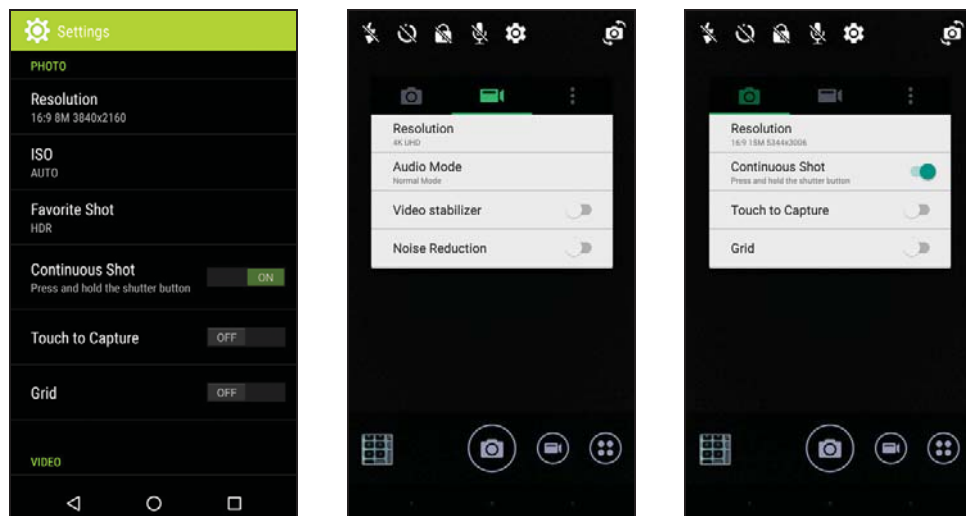 Settings
PHOTO
Resolution
16:9 8M 3840x2160
ISO
AUTO
Favorite Shot
HDR
Continuous Shot
Press and hold the shutter button
ON
Touch to Capture
OFF
Grid
OFF
VIDEO
Resolution
4K UHD
Audio Mode
Normal Mode
Video stabilizer
Noise Reduction
Resolution
16:9 15M 5344x3006
Continuous Shot
Press and hold the shutter button
Touch to Capture
Grid